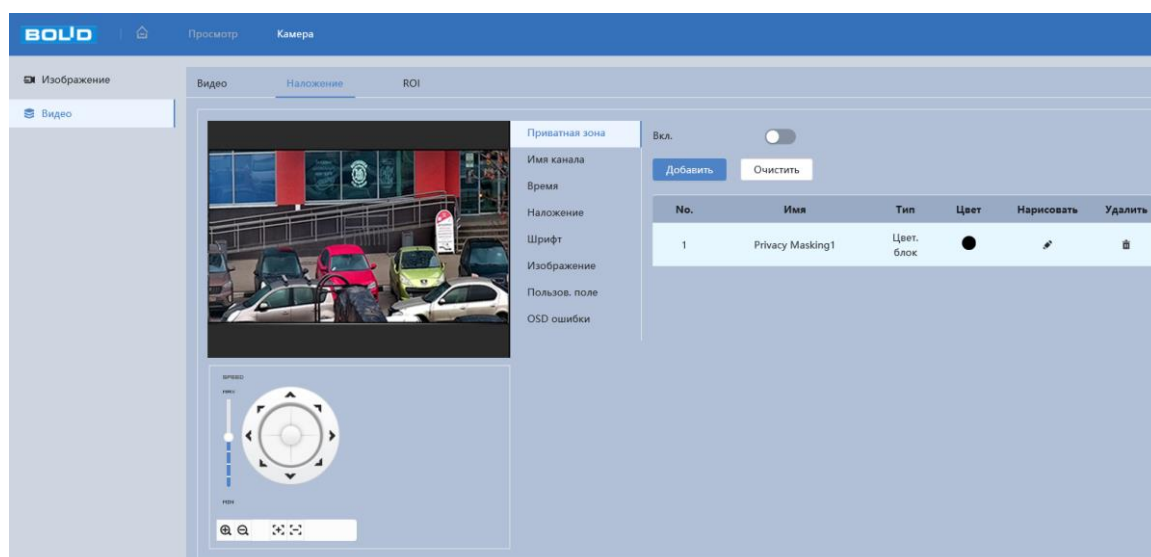 BOLID
Просмотр
Камера
Изображение
Видео
Видео
Наложение
ROI
Приватная зона
Имя канала
Время
Наложение
Шрифт
Изображение
Пользов. поле
OSD ошибки
Вкл.
Добавить
Очистить
No. Имя Тип Цвет Нарисовать Удалить
1 Privacy Masking1 Цвет. блок
SPEED